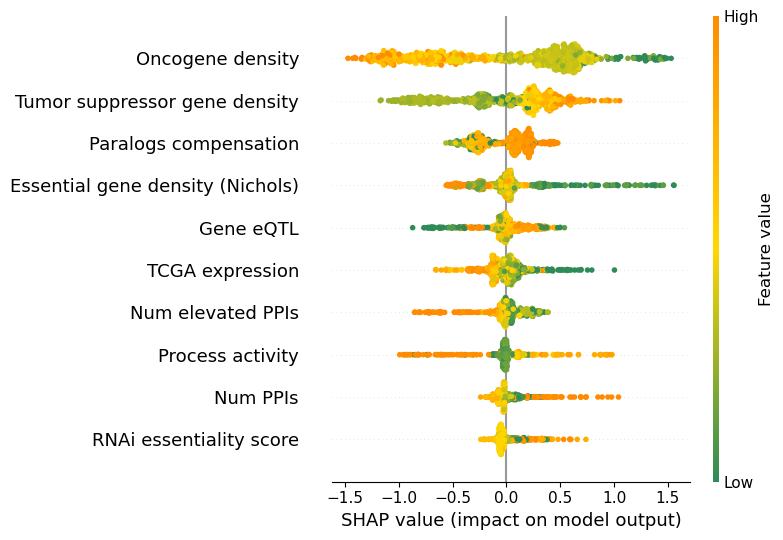 High
Oncogene density
Tumor suppressor gene density
Paralogs compensation
Essential gene density (Nichols)
Gene eQTL
TCGA expression
Num elevated PPIs
Process activity
Num PPIs
RNAi essentiality score
Feature value
Low
−1.5 −1.0 −0.5 0.0 0.5 1.0 1.5
SHAP value (impact on model output)